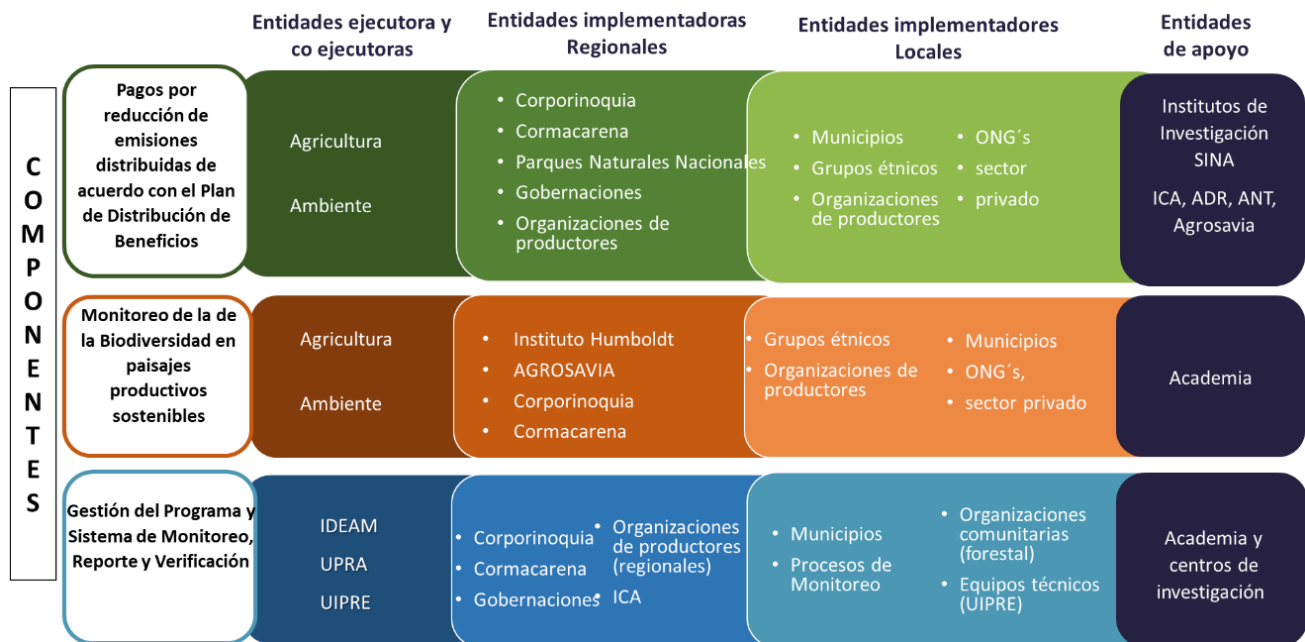 Entidades ejecutora y
co ejecutoras
Entidades implementadoras
Regionales
Entidades implementadores
Locales
Entidades
de apoyo
COMPONENTES
Pagos por
reducción de
emisiones
distribuidas de
acuerdo con el Plan
de Distribución de
Beneficios
Agricultura
Ambiente
• Corporinoquia
• Cormacarena
• Parques Naturales Nacionales
• Gobernaciones
• Organizaciones de
productores
• Municipios
• Grupos étnicos
• Organizaciones
de productores
• ONG´s
• sector
• privado
Institutos de
Investigación
SINA
ICA, ADR, ANT,
Agrosavia
Monitoreo de la de
la Biodiversidad en
paisajes
productivos
sostenibles
Agricultura
Ambiente
• Instituto Humboldt
• AGROSAVIA
• Corporinoquia
• Cormacarena
• Grupos étnicos
• Organizaciones de
productores
• Municipios
• ONG´s,
• sector privado
Academia
Gestión del Programa y
Sistema de Monitoreo,
Reporte y Verificación
IDEAM
UPRA
UIPRE
• Corporinoquia
• Cormacarena
• Gobernaciones
• Organizaciones
de productores
(regionales)
• ICA
• Municipios
• Procesos de
Monitoreo
• Organizaciones
comunitarias
(forestal)
• Equipos técnicos
(UIPRE)
Academia y
centros de
investigación